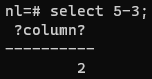 nl=# select 5-3;
?column?
----------
2